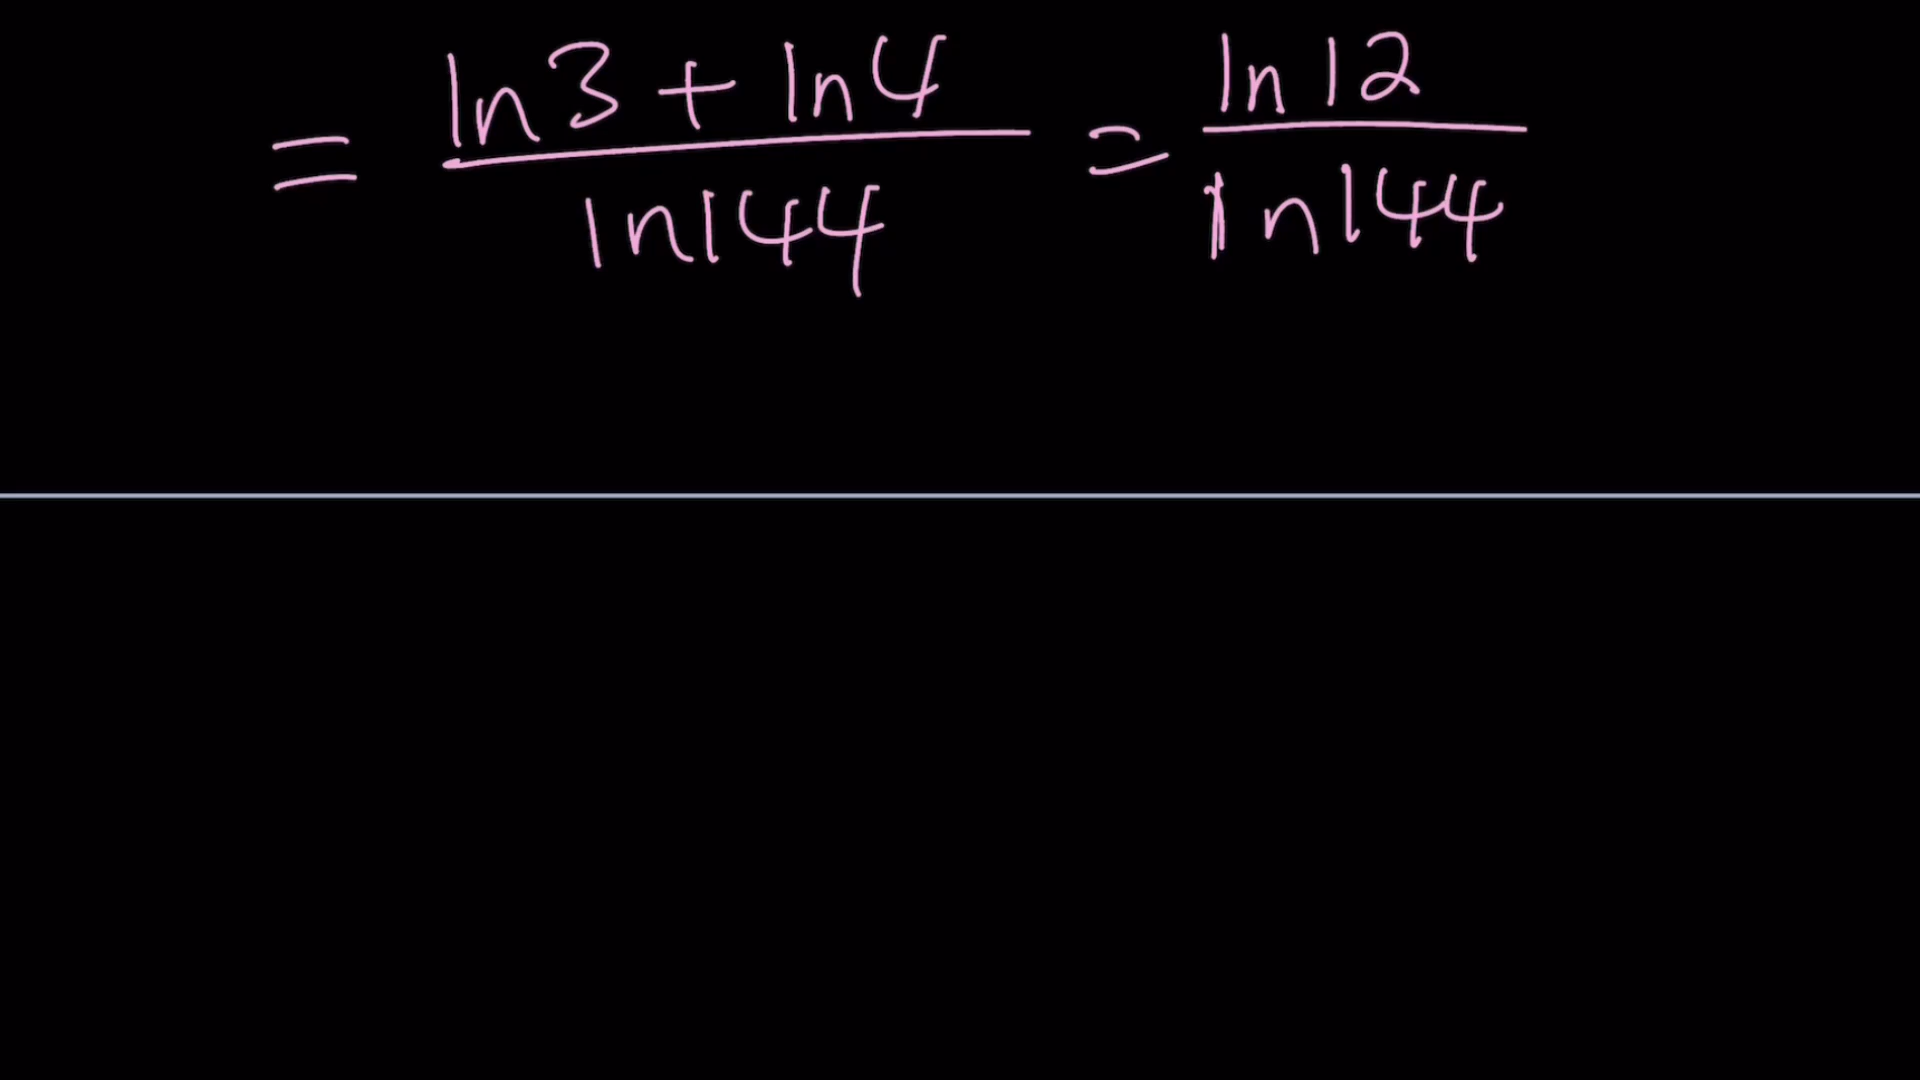 = ln3 + ln4 / ln144 = ln12 / ln144